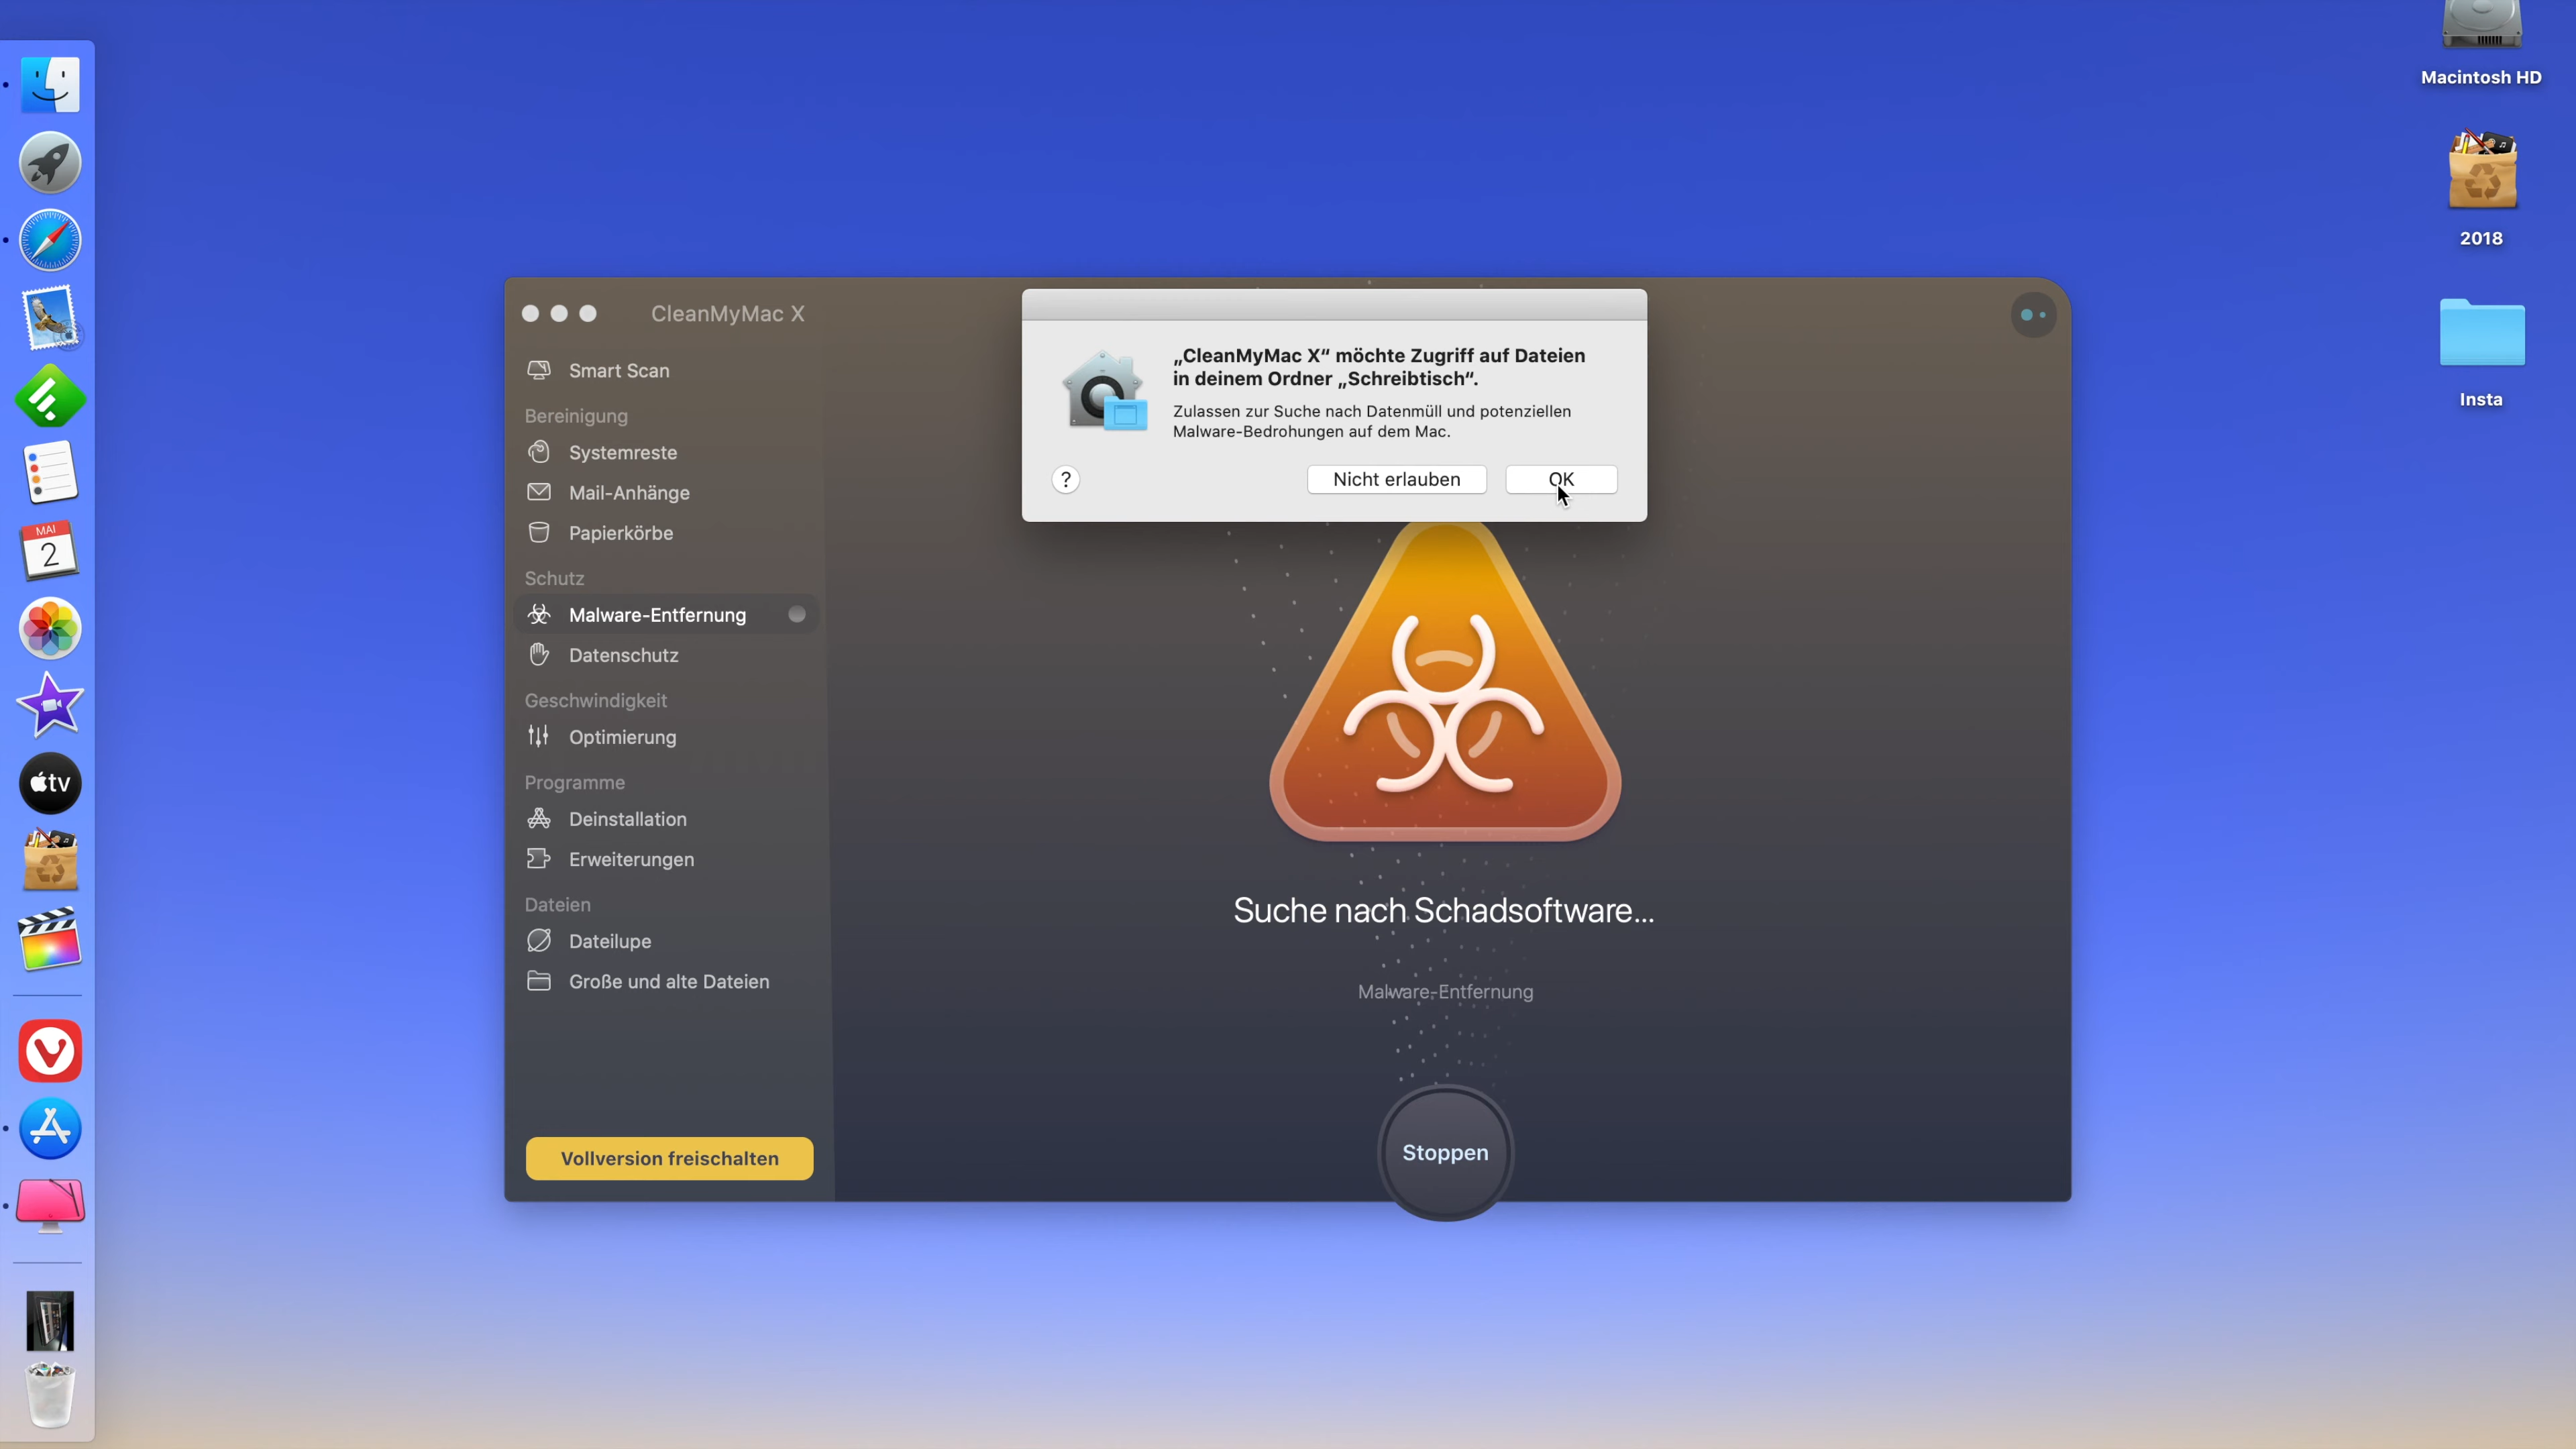 Macintosh HD
2018
Insta
MAI
2
tv
CleanMyMac X
Smart Scan
Bereinigung
Systemreste
Mail-Anhänge
Papierkörbe
Schutz
Malware-Entfernung
Datenschutz
Geschwindigkeit
Optimierung
Programme
Deinstallation
Erweiterungen
Dateien
Dateilupe
Große und alte Dateien
Vollversion freischalten
„CleanMyMac X“ möchte Zugriff auf Dateien
in deinem Ordner „Schreibtisch“.
Zulassen zur Suche nach Datenmüll und potenziellen
Malware-Bedrohungen auf dem Mac.
?
Nicht erlauben
OK
Suche nach Schadsoftware...
Malware-Entfernung
Stoppen